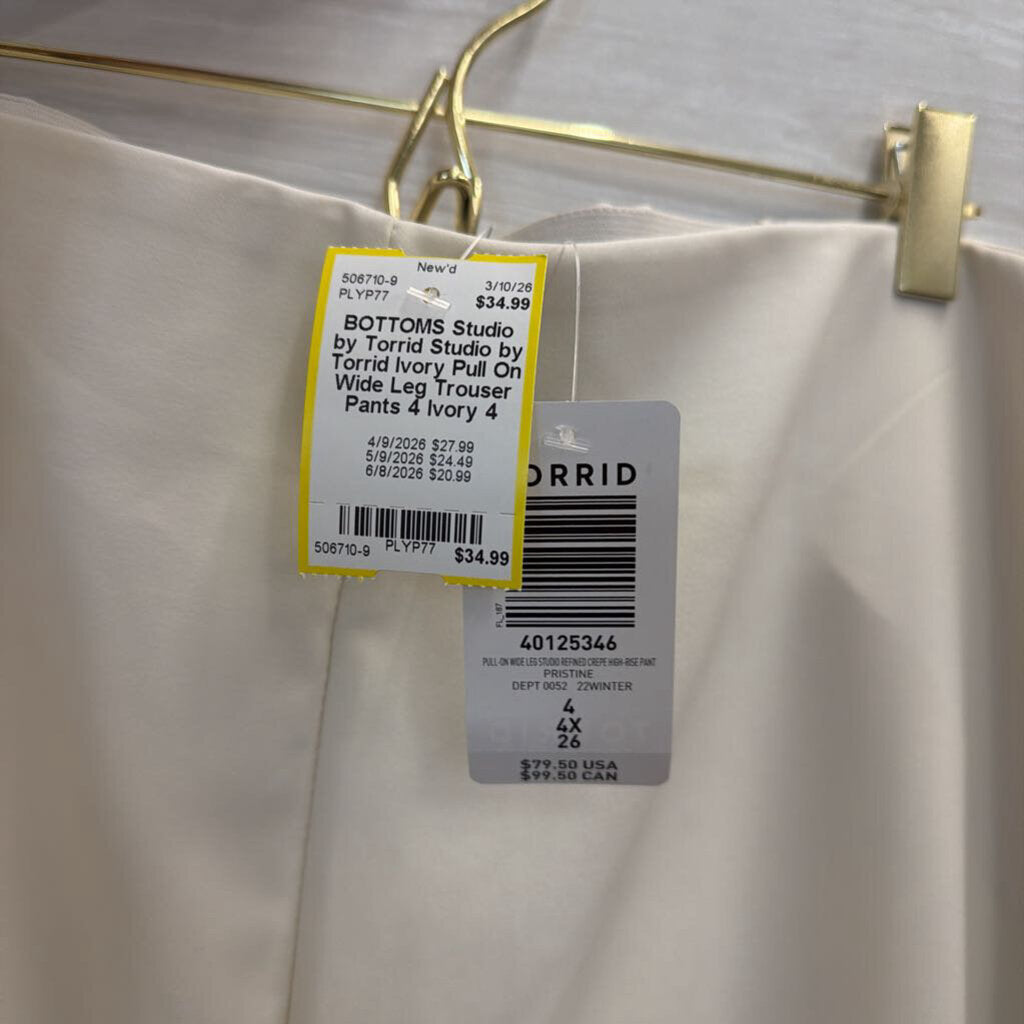 New'd
506710-9 3/10/26
PLYP77 $34.99
BOTTOMS Studio
by Torrid Studio by
Torrid Ivory Pull On
Wide Leg Trouser
Pants 4 Ivory 4
4/9/2026 $27.99
5/9/2026 $24.49
6/8/2026 $20.99
506710-9 PLYP77 $34.99
ORRID
FL_187
40125346
PULL-ON WIDE LEG STUDIO REFINED CREPE HIGH-RISE PANT
PRISTINE
DEPT 0052 22WINTER
4
4X
26
$79.50 USA
$99.50 CAN